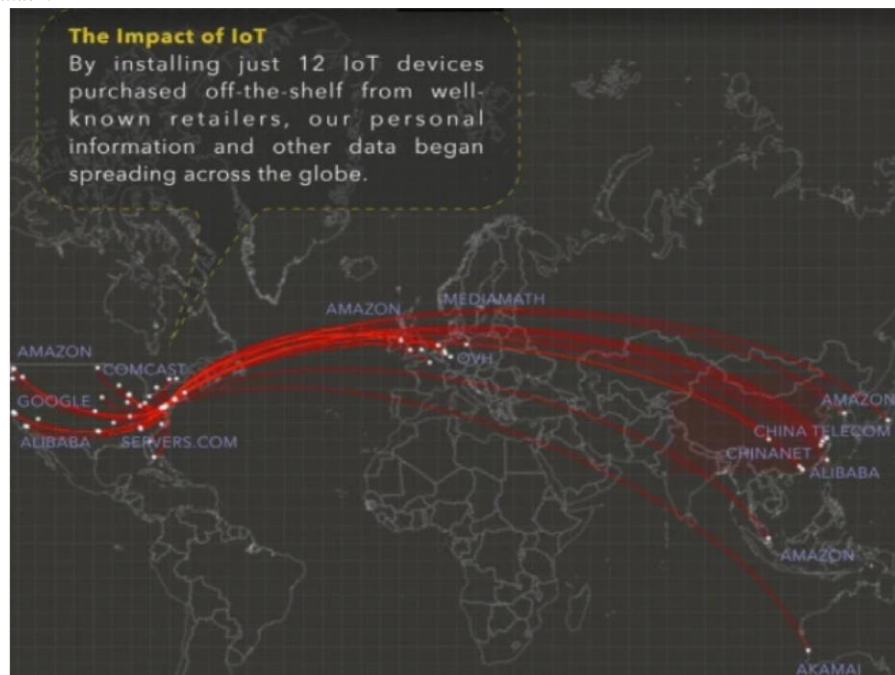 The Impact of IoT
By installing just 12 IoT devices
purchased off-the-shelf from well-
known retailers, our personal
information and other data began
spreading across the globe.
AMAZON
MEDIAMATH
AMAZON
COMCAST
OVH
GOOGLE
AMAZON
ALIBABA
SERVERS.COM
CHINA TELECOM
CHINANET
ALIBABA
AMAZON
AKAMAI